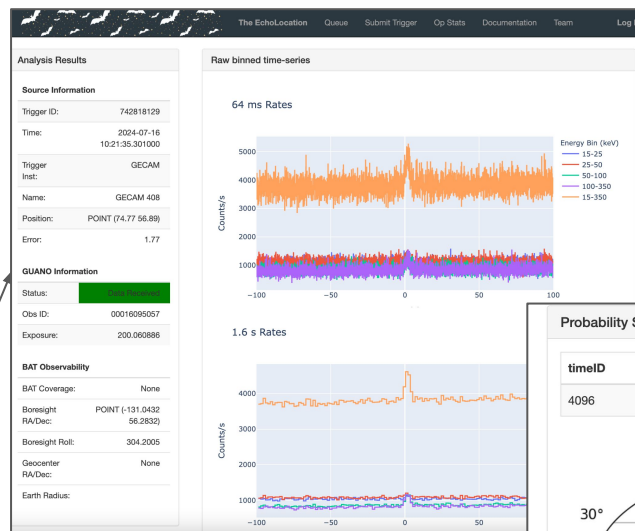 The EchoLocation Queue Submit Trigger Op Stats Documentation Team Log
Analysis Results
Source Information
Trigger ID: 742818129
Time: 2024-07-16
10:21:35.301000
Trigger GECAM
Inst:
Name: GECAM 408
Position: POINT (74.77 56.89)
Error: 1.77
GUANO Information
Status: Data Received
Obs ID: 00016095057
Exposure: 200.060886
BAT Observability
BAT Coverage: None
Boresight POINT (-131.0432
RA/Dec: 56.2832)
Boresight Roll: 304.2005
Geocenter None
RA/Dec:
Earth Radius:
Raw binned time-series
64 ms Rates
Energy Bin (keV)
15-25
25-50
50-100
100-350
15-350
Counts/s
5000
4000
3000
2000
1000
−100 −50 0 50 100
1.6 s Rates
Counts/s
4000
3000
2000
1000
−100 −50 0 50
Probability S
timeID
4096
30°